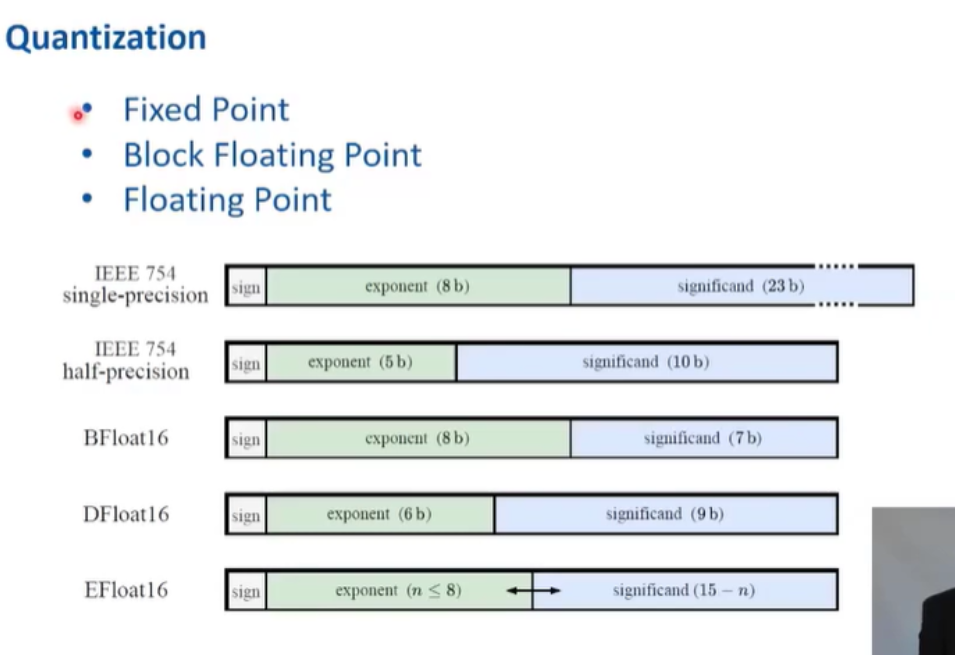 Quantization
• Fixed Point
• Block Floating Point
• Floating Point
IEEE 754
single-precision
sign exponent (8 b) significand (23 b)
IEEE 754
half-precision
sign exponent (5 b) significand (10 b)
BFloat16
sign exponent (8 b) significand (7 b)
DFloat16
sign exponent (6 b) significand (9 b)
EFloat16
sign exponent (n ≤ 8) significand (15 − n)